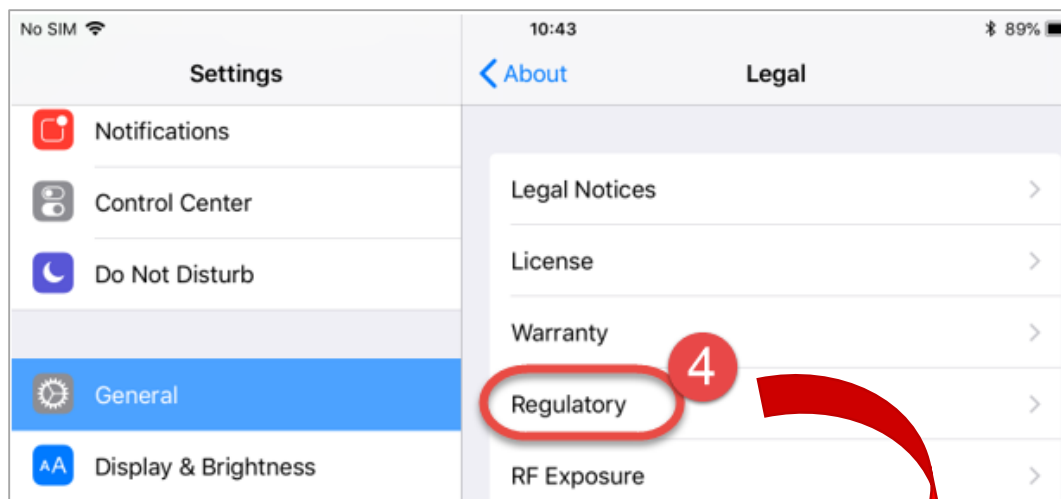 No SIM 10:43 89%
Settings
About Legal
Notifications
Control Center
Do Not Disturb
General
AA Display & Brightness
Legal Notices
License
Warranty
4
Regulatory
RF Exposure